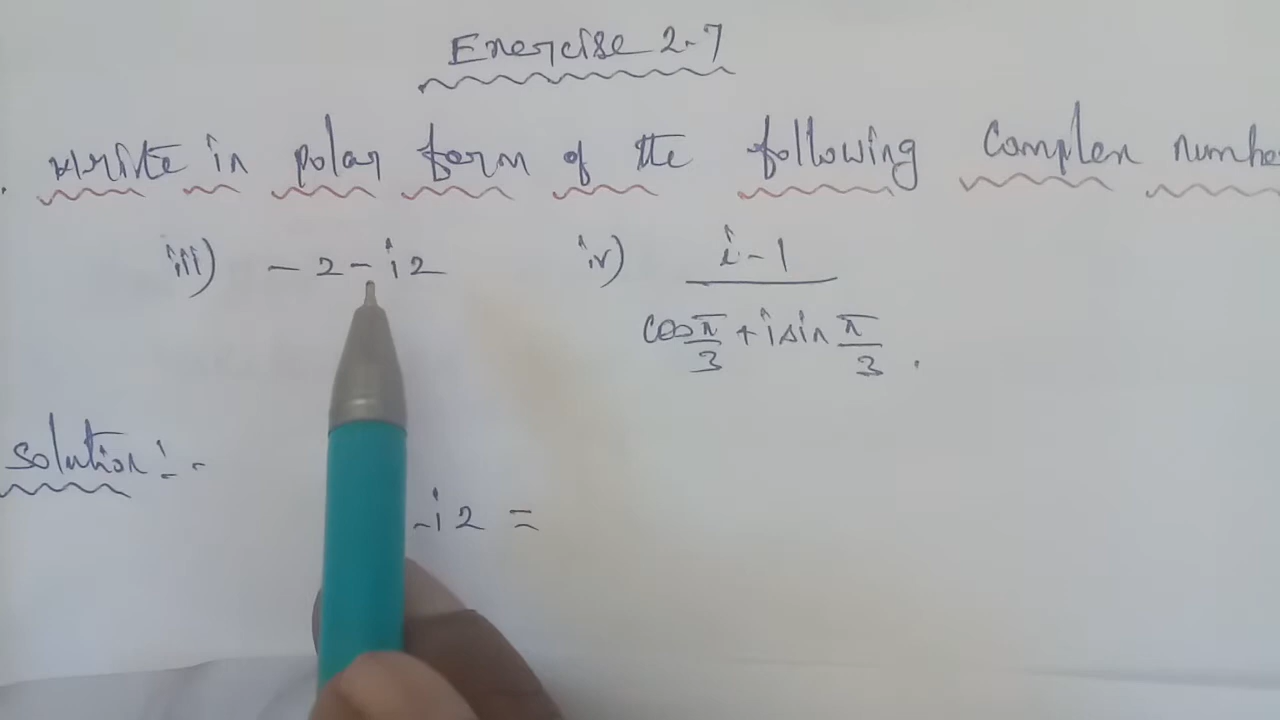 Exercise 2.7
write in polar form of the following complex numbe
iii) -2-i2 iv) i-1
cos π/3 + i sin π/3 .
Solution:-
-i2 =